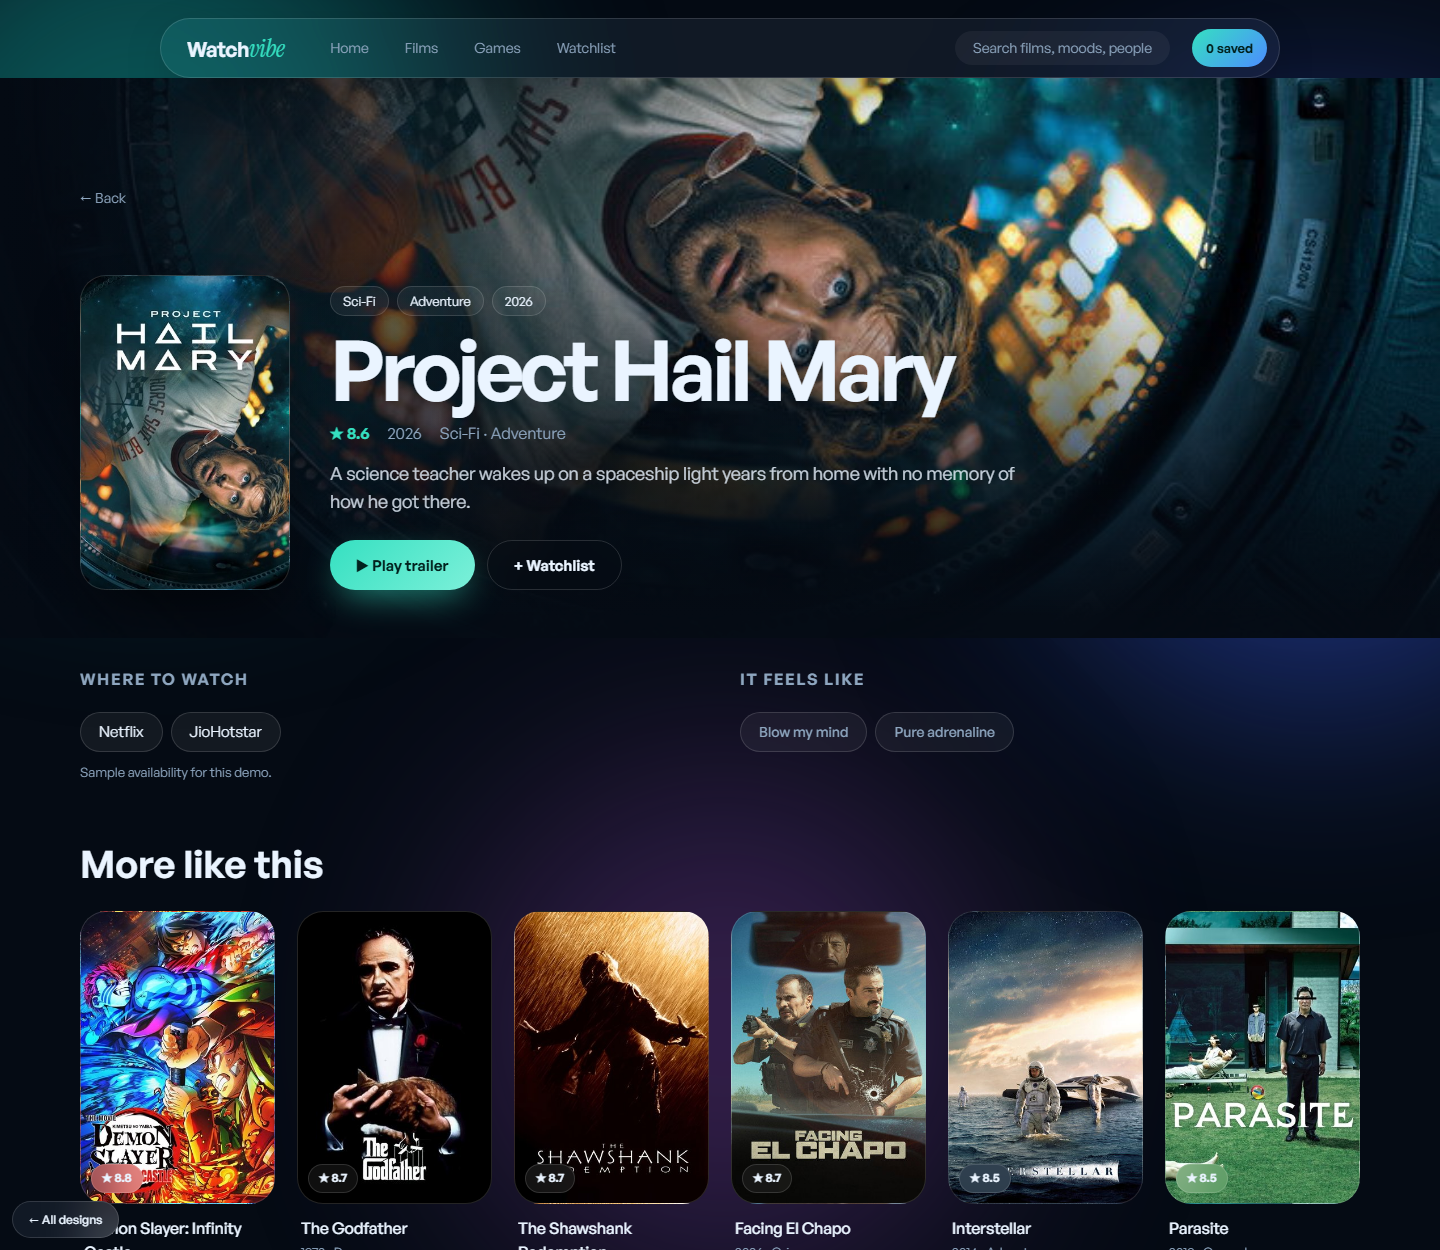 Watchvibe
Home
Films
Games
Watchlist
Search films, moods, people
0 saved
← Back
CS412/04
PROJECT
HAIL
MARY
Sci-Fi
Adventure
2026
Project Hail Mary
★ 8.6 2026 Sci-Fi · Adventure
A science teacher wakes up on a spaceship light years from home with no memory of
how he got there.
▶ Play trailer
+ Watchlist
WHERE TO WATCH
Netflix
JioHotstar
Sample availability for this demo.
IT FEELS LIKE
Blow my mind
Pure adrenaline
More like this
DEMON
SLAYER
CASTLE
★ 8.8
The
Godfather
★ 8.7
THE
SHAWSHANK
★ 8.7
FACING
EL CHAPO
★ 8.7
★ 8.5
PARASITE
★ 8.5
← All designs
Slayer: Infinity
The Godfather
The Shawshank
Facing El Chapo
Interstellar
Parasite